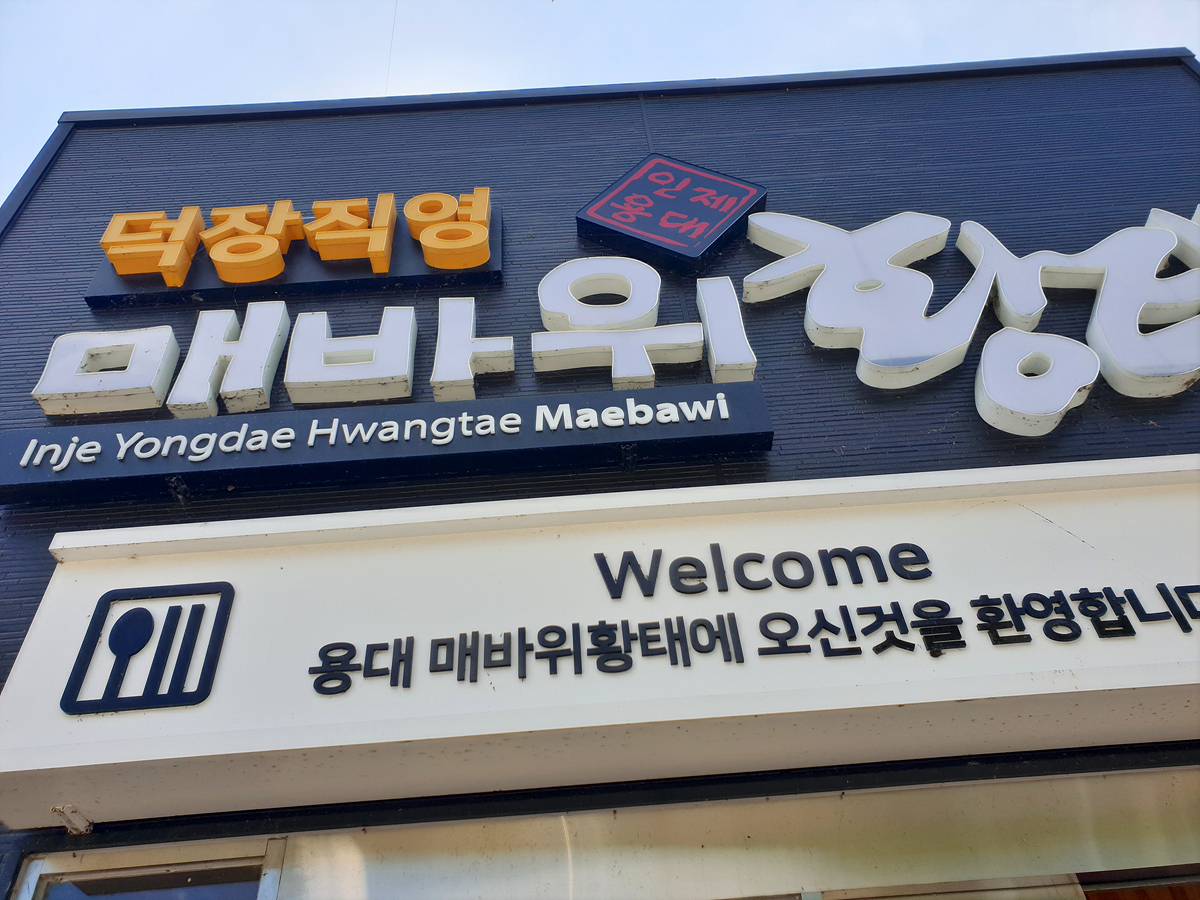 덕장직영
인제
용대
매바위 황
Inje Yongdae Hwangtae Maebawi
Welcome
용대 매바위황태에 오신것을 환영합니다